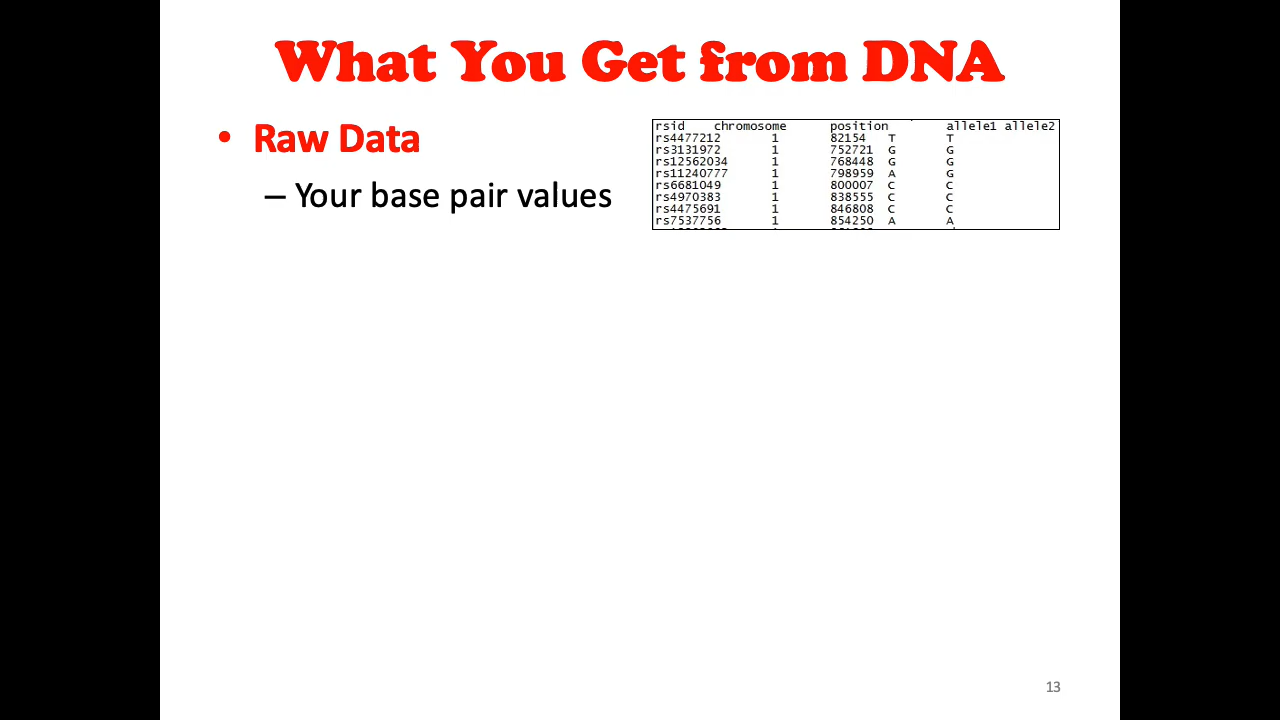 What You Get from DNA
• Raw Data
– Your base pair values
rsid chromosome position allele1 allele2
rs4477212 1 82154 T T
rs3131972 1 752721 G G
rs12562034 1 768448 G G
rs11240777 1 798959 A G
rs6681049 1 800007 C C
rs4970383 1 838555 C C
rs4475691 1 846808 C C
rs7537756 1 854250 A A
13